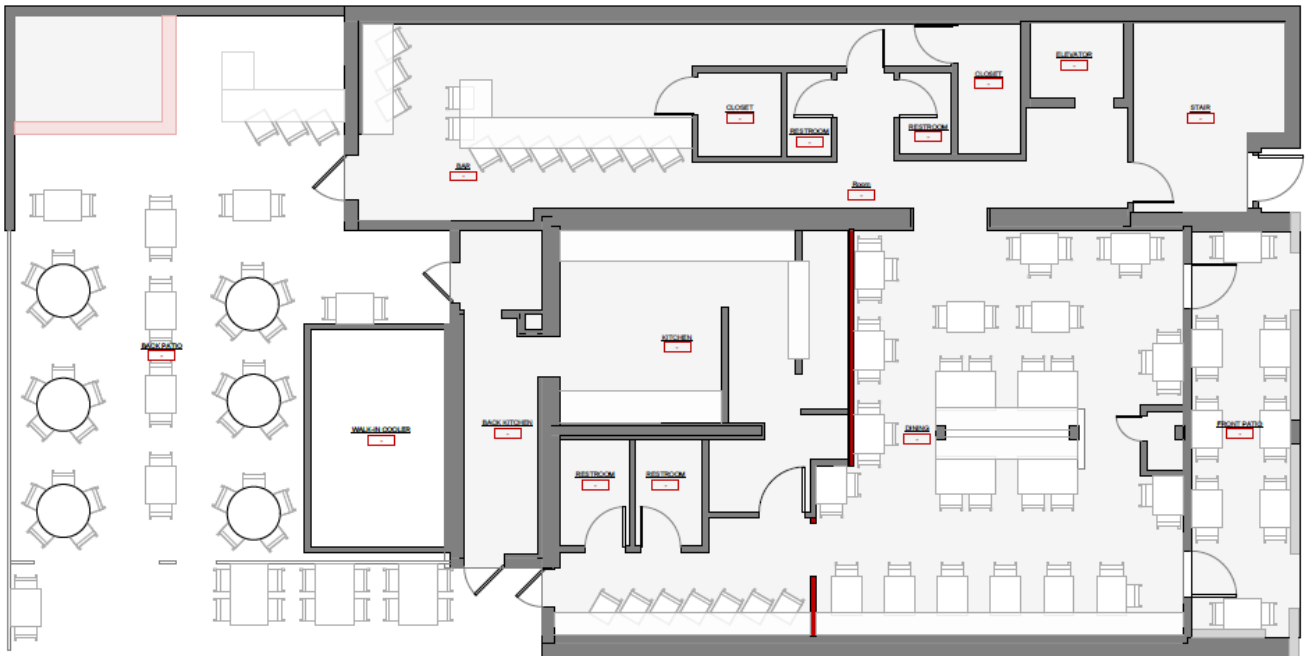 ELEVATOR
CLOSET
CLOSET
STAIR
RESTROOM
RESTROOM
BAR
Room
BACK PATIO
KITCHEN
WALK-IN COOLER
BACK KITCHEN
DINING
FRONT PATIO
RESTROOM
RESTROOM